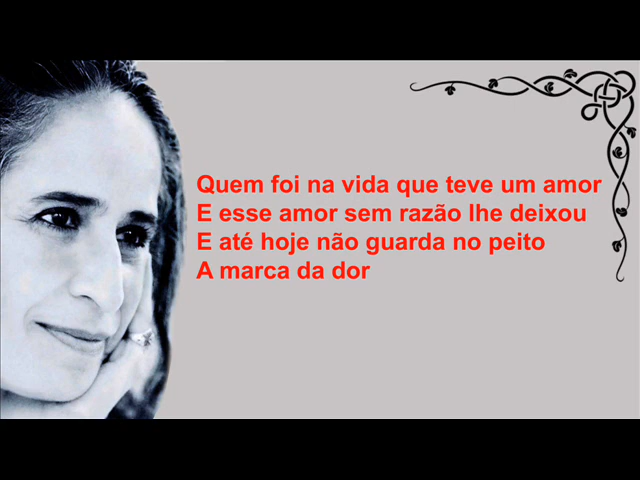 Quem foi na vida que teve um amor
E esse amor sem razão lhe deixou
E até hoje não guarda no peito
A marca da dor